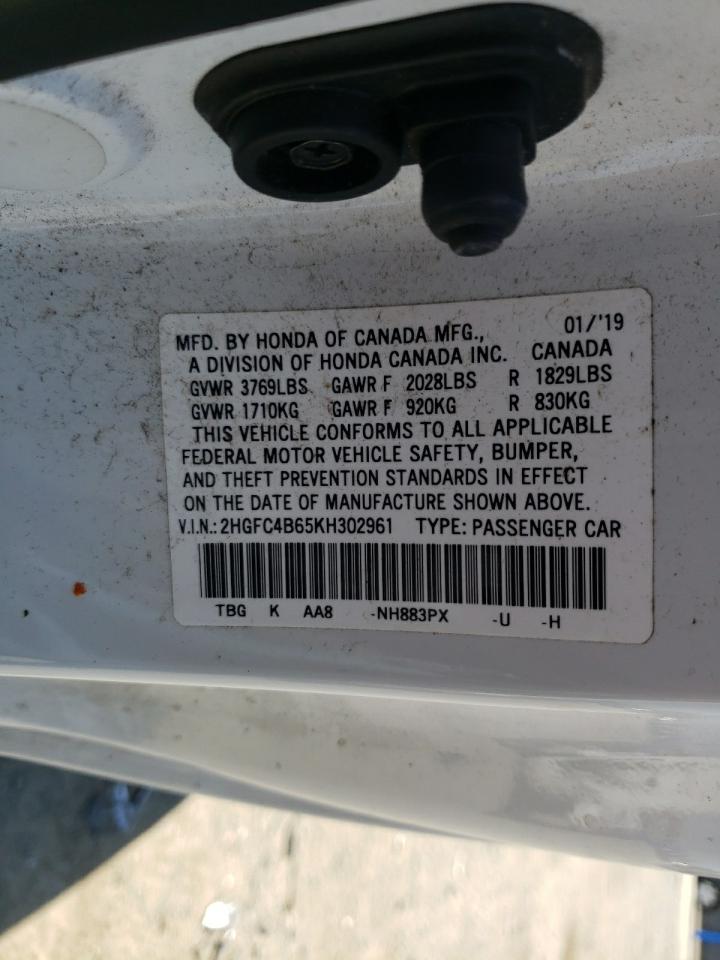 MFD. BY HONDA OF CANADA MFG., 01/'19
A DIVISION OF HONDA CANADA INC. CANADA
GVWR 3769LBS GAWR F 2028LBS R 1829LBS
GVWR 1710KG GAWR F 920KG R 830KG
THIS VEHICLE CONFORMS TO ALL APPLICABLE
FEDERAL MOTOR VEHICLE SAFETY, BUMPER,
AND THEFT PREVENTION STANDARDS IN EFFECT
ON THE DATE OF MANUFACTURE SHOWN ABOVE.
V.I.N.: 2HGFC4B65KH302961 TYPE: PASSENGER CAR
TBG K AA8 -NH883PX -U -H